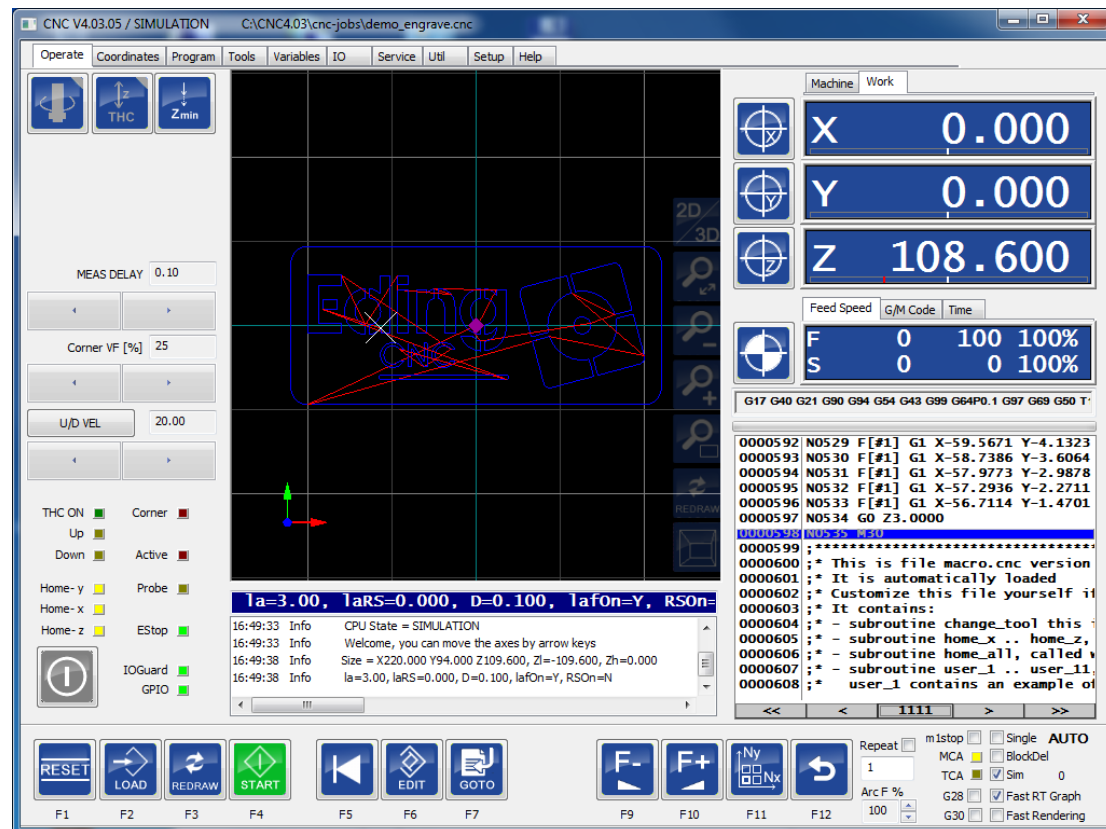 CNC V4.03.05 / SIMULATION C:\CNC4.03\cnc-jobs\demo_engrave.cnc
Operate Coordinates Program Tools Variables IO Service Util Setup Help
THC
Z
Zmin
MEAS DELAY 0.10
Corner VF [%] 25
U/D VEL 20.00
THC ON Corner
Up
Down Active
Home- y Probe
Home- x
Home- z EStop
IOGuard
GPIO
2D/3D
REDRAW
Eding
CNC
la=3.00, laRS=0.000, D=0.100, lafOn=Y, RSOn=
16:49:33 Info CPU State = SIMULATION
16:49:33 Info Welcome, you can move the axes by arrow keys
16:49:38 Info Size = X220.000 Y94.000 Z109.600, Zl=-109.600, Zh=0.000
16:49:38 Info la=3.00, laRS=0.000, D=0.100, lafOn=Y, RSOn=N
Machine Work
X X 0.000
Y Y 0.000
Z Z 108.600
Feed Speed G/M Code Time
F 0 100 100%
S 0 0 100%
G17 G40 G21 G90 G94 G54 G43 G99 G64P0.1 G97 G69 G50
0000592 N0529 F[#1] G1 X-59.5671 Y-4.1323
0000593 N0530 F[#1] G1 X-58.7386 Y-3.6064
0000594 N0531 F[#1] G1 X-57.9773 Y-2.9878
0000595 N0532 F[#1] G1 X-57.2936 Y-2.2711
0000596 N0533 F[#1] G1 X-56.7114 Y-1.4701
0000597 N0534 G0 Z3.0000
0000598 N0535 M30
0000599 ;*********************************
0000600 ;* This is file macro.cnc version
0000601 ;* It is automatically loaded
0000602 ;* Customize this file yourself if
0000603 ;* It contains:
0000604 ;* - subroutine change_tool this
0000605 ;* - subroutine home_x .. home_z,
0000606 ;* - subroutine home_all, called
0000607 ;* - subroutine user_1 .. user_11,
0000608 ;* user_1 contains an example of
<< < 1111 > >>
RESET LOAD REDRAW START EDIT GOTO F- F+ Ny Nx
F1 F2 F3 F4 F5 F6 F7 F9 F10 F11 F12
Repeat
1
Arc F %
100
m1stop Single AUTO
MCA BlockDel
TCA Sim 0
G28 Fast RT Graph
G30 Fast Rendering